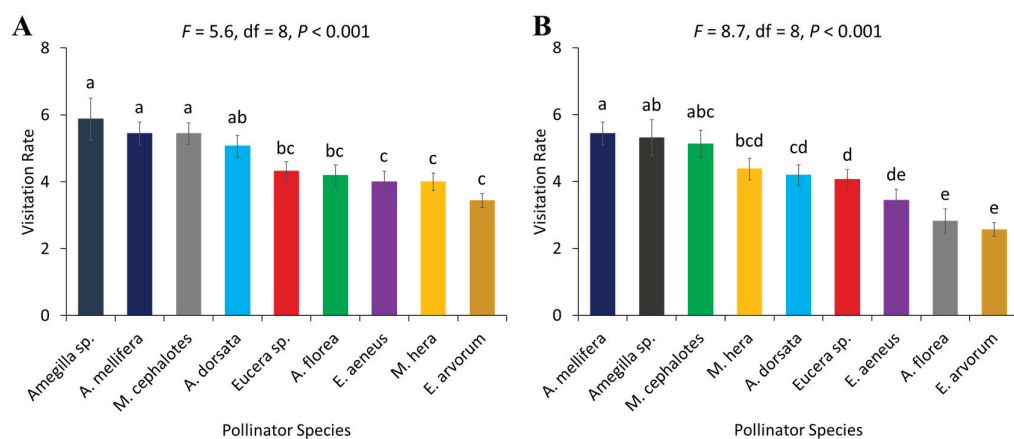 A
F = 5.6, df = 8, P < 0.001
8
6
4
2
0
Visitation Rate
a
a
a
ab
bc
bc
c
c
c
Amegilla sp.
A. mellifera
M. cephalotes
A. dorsata
Eucera sp.
A. florea
E. aeneus
M. hera
E. arvorum
Pollinator Species
B
F = 8.7, df = 8, P < 0.001
8
6
4
2
0
Visitation Rate
a
ab
abc
bcd
cd
d
de
e
e
A. mellifera
Amegilla sp.
M. cephalotes
M. hera
A. dorsata
Eucera sp.
E. aeneus
A. florea
E. arvorum
Pollinator Species